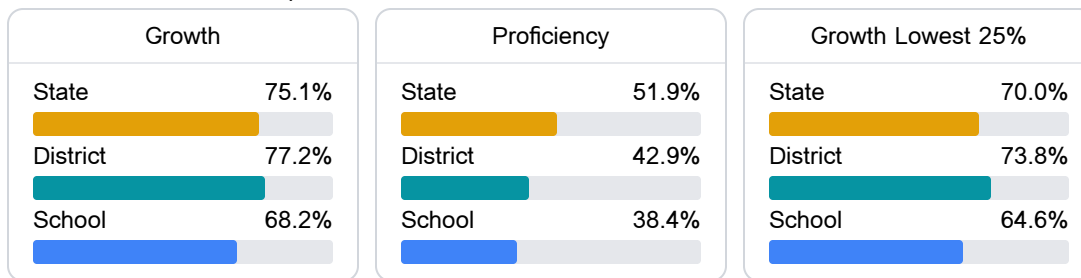 Growth
State 75.1%
District 77.2%
School 68.2%
Proficiency
State 51.9%
District 42.9%
School 38.4%
Growth Lowest 25%
State 70.0%
District 73.8%
School 64.6%